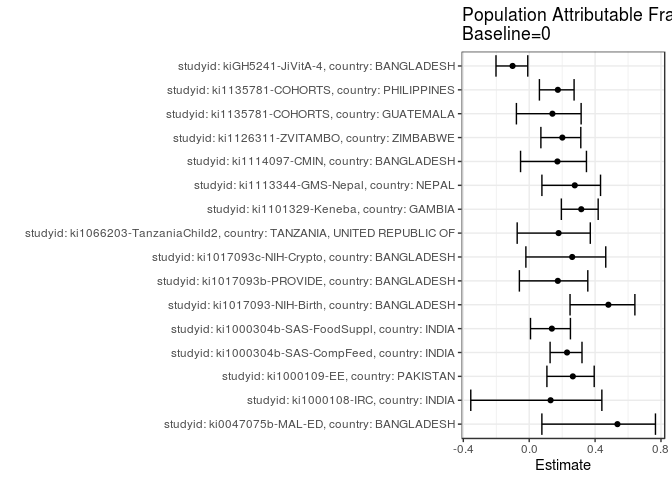 Population Attributable Fra
Baseline=0
studyid: kiGH5241-JiVitA-4, country: BANGLADESH
studyid: ki1135781-COHORTS, country: PHILIPPINES
studyid: ki1135781-COHORTS, country: GUATEMALA
studyid: ki1126311-ZVITAMBO, country: ZIMBABWE
studyid: ki1114097-CMIN, country: BANGLADESH
studyid: ki1113344-GMS-Nepal, country: NEPAL
studyid: ki1101329-Keneba, country: GAMBIA
studyid: ki1066203-TanzaniaChild2, country: TANZANIA, UNITED REPUBLIC OF
studyid: ki1017093c-NIH-Crypto, country: BANGLADESH
studyid: ki1017093b-PROVIDE, country: BANGLADESH
studyid: ki1017093-NIH-Birth, country: BANGLADESH
studyid: ki1000304b-SAS-FoodSuppl, country: INDIA
studyid: ki1000304b-SAS-CompFeed, country: INDIA
studyid: ki1000109-EE, country: PAKISTAN
studyid: ki1000108-IRC, country: INDIA
studyid: ki0047075b-MAL-ED, country: BANGLADESH
-0.4 0.0 0.4 0.8
Estimate